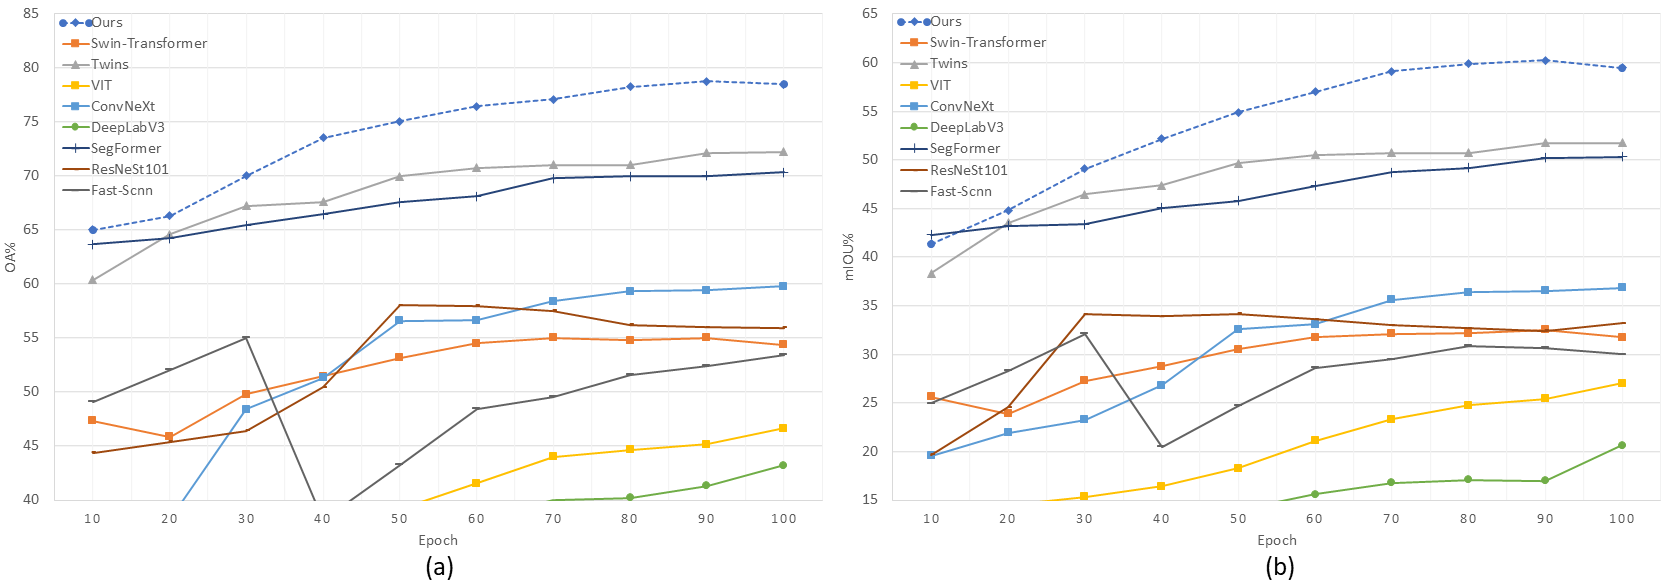 85
80
75
70
65
60
55
50
45
40
OA%
Ours
Swin-Transformer
Twins
VIT
ConvNeXt
DeepLabV3
SegFormer
ResNeSt101
Fast-Scnn
10 20 30 40 50 60 70 80 90 100
Epoch
(a)
65
60
55
50
45
40
35
30
25
20
15
mIOU%
Ours
Swin-Transformer
Twins
VIT
ConvNeXt
DeepLabV3
SegFormer
ResNeSt101
Fast-Scnn
10 20 30 40 50 60 70 80 90 100
Epoch
(b)